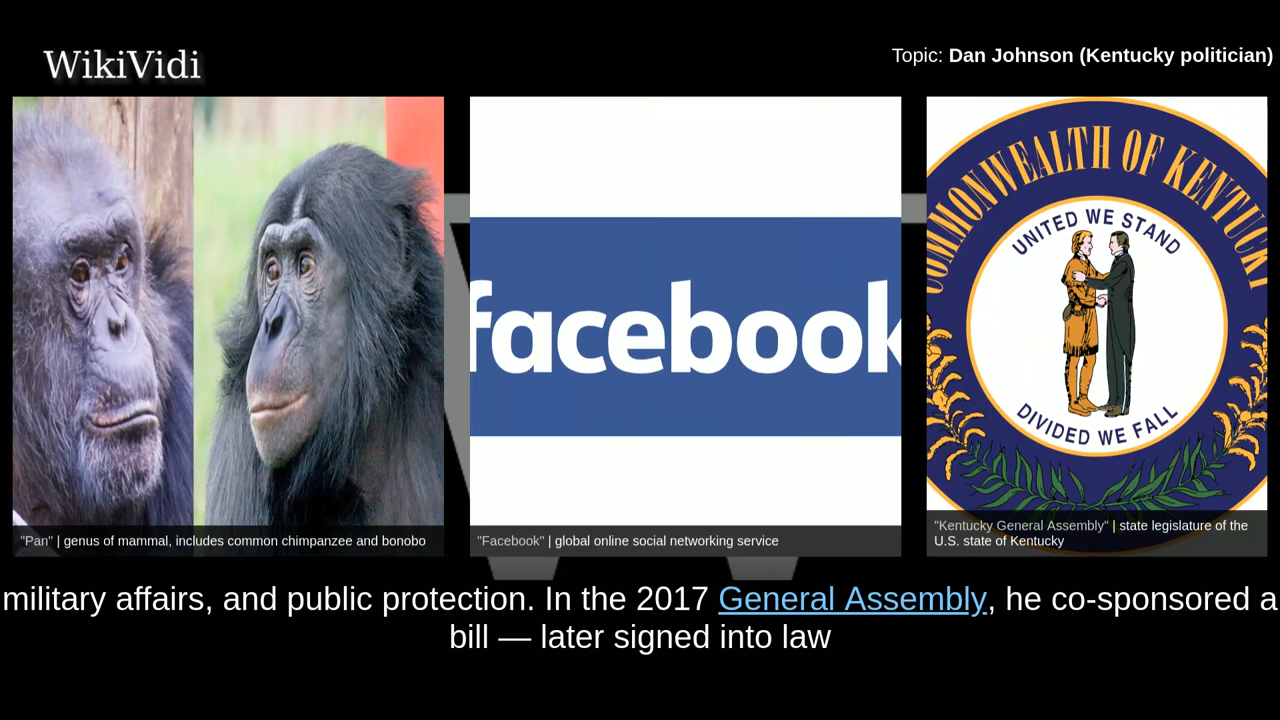 WikiVidi
Topic: Dan Johnson (Kentucky politician)
facebook
COMMONWEALTH OF KENTUCKY
UNITED WE STAND
DIVIDED WE FALL
"Pan" | genus of mammal, includes common chimpanzee and bonobo
"Facebook" | global online social networking service
"Kentucky General Assembly" | state legislature of the
U.S. state of Kentucky
military affairs, and public protection. In the 2017 General Assembly, he co-sponsored a
bill — later signed into law